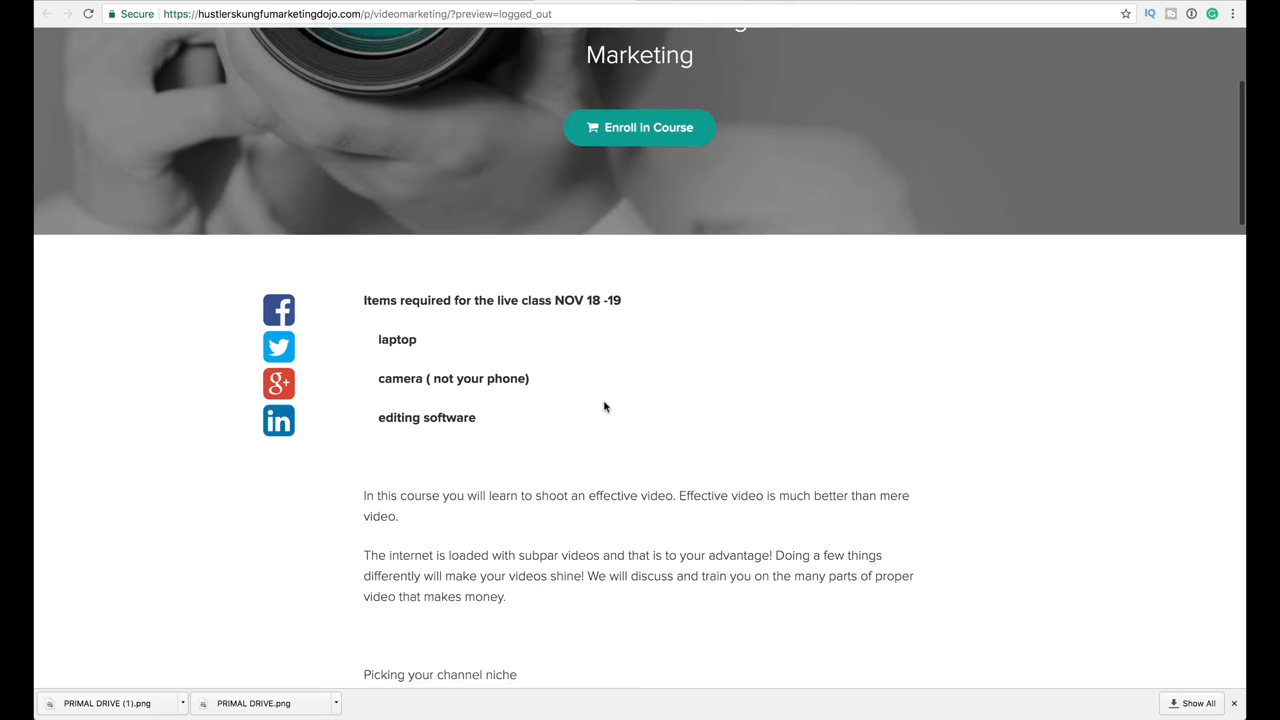 Secure https://hustlerskungfumarketingdojo.com/p/videomarketing/?preview=logged_out
Marketing
Enroll in Course
Items required for the live class NOV 18 -19
laptop
camera ( not your phone)
editing software
In this course you will learn to shoot an effective video. Effective video is much better than mere
video.
The internet is loaded with subpar videos and that is to your advantage! Doing a few things
differently will make your videos shine! We will discuss and train you on the many parts of proper
video that makes money.
Picking your channel niche
PRIMAL DRIVE (1).png
PRIMAL DRIVE.png
Show All